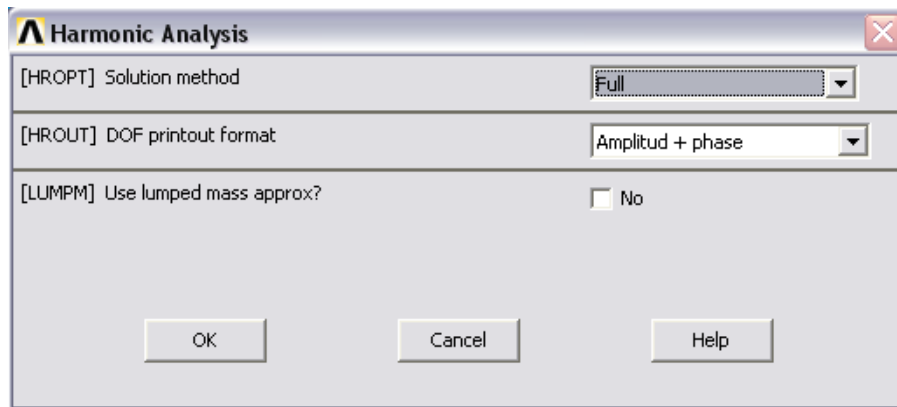 Harmonic Analysis
[HROPT] Solution method Full
[HROUT] DOF printout format Amplitud + phase
[LUMPM] Use lumped mass approx? No
OK Cancel Help